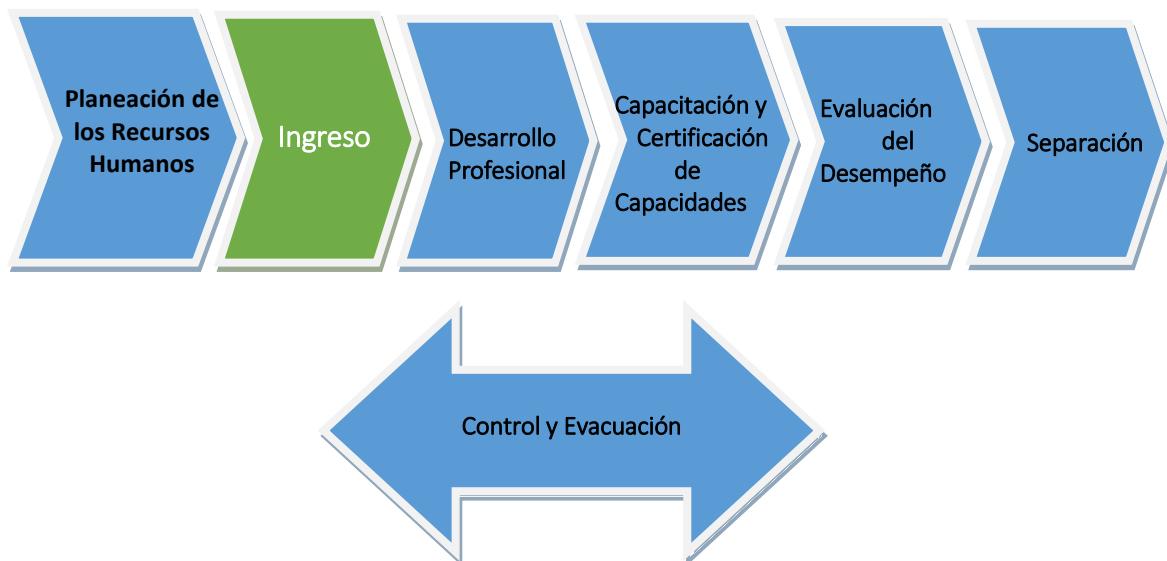 Planeación de
los Recursos
Humanos
Ingreso
Desarrollo
Profesional
Capacitación y
Certificación
de
Capacidades
Evaluación
del
Desempeño
Separación
Control y Evacuación